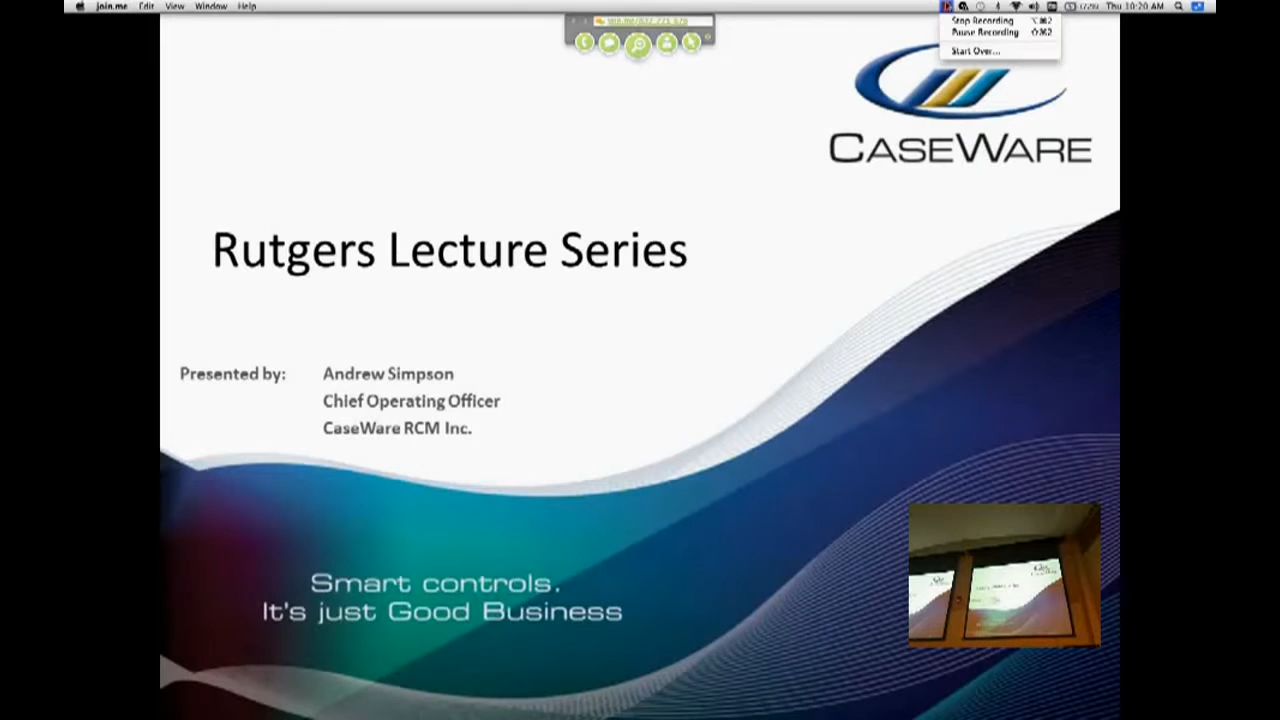 join.me Edit View Window Help
Thu 10:20 AM
Stop Recording
Pause Recording
Start Over...
CASEWARE
Rutgers Lecture Series
Presented by: Andrew Simpson
Chief Operating Officer
CaseWare RCM Inc.
Smart controls.
It's just Good Business